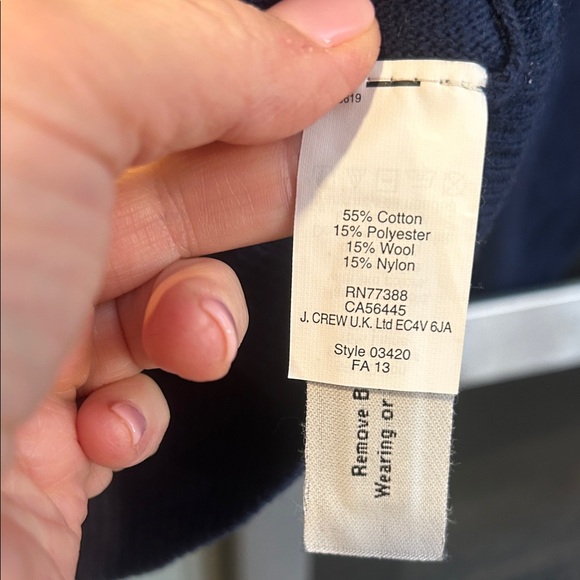 55% Cotton
15% Polyester
15% Wool
15% Nylon
RN77388
CA56445
J. CREW U.K. Ltd EC4V 6JA
Style 03420
FA 13
Remove
Wearing or